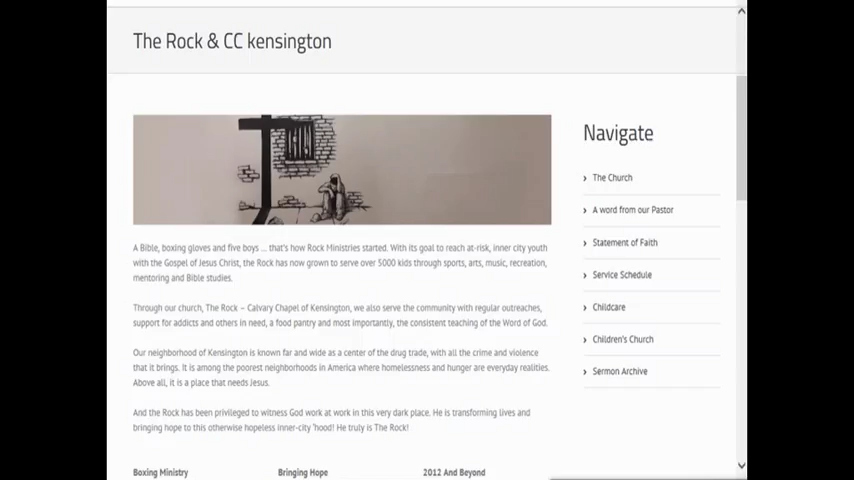 The Rock & CC kensington
Navigate
The Church
A word from our Pastor
Statement of Faith
Service Schedule
Childcare
Children's Church
Sermon Archive
A Bible, boxing gloves and five boys ... that's how Rock Ministries started. With its goal to reach at-risk, inner city youth
with the Gospel of Jesus Christ, the Rock has now grown to serve over 5000 kids through sports, arts, music, recreation,
mentoring and Bible studies.
Through our church, The Rock – Calvary Chapel of Kensington, we also serve the community with regular outreaches,
support for addicts and others in need, a food pantry and most importantly, the consistent teaching of the Word of God.
Our neighborhood of Kensington is known far and wide as a center of the drug trade, with all the crime and violence
that it brings. It is among the poorest neighborhoods in America where homelessness and hunger are everyday realities.
Above all, it is a place that needs Jesus.
And the Rock has been privileged to witness God work at work in this very dark place. He is transforming lives and
bringing hope to this otherwise hopeless inner-city 'hood! He truly is The Rock!
Boxing Ministry
Bringing Hope
2012 And Beyond